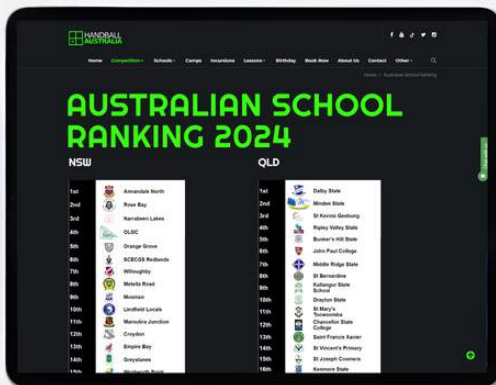 HANDBALL
AUSTRALIA
Home Competition Schools Camps Incursions Lessons Birthday Book Now About Us Contact Other
Home / Australian School Ranking
AUSTRALIAN SCHOOL
RANKING 2024
NSW
1st Annandale North
2nd Rose Bay
3rd Narrabeen Lakes
4th OLGC
5th Orange Grove
6th SCECGS Redlands
7th Willoughby
8th Metella Road
9th Mosman
10th Lindfield Locals
11th Maroubra Junction
12th Croydon
13th Empire Bay
14th Greystanes
15th Wentworth Point
QLD
1st Dalby State
2nd Minden State
3rd St Kevins Geebung
4th Ripley Valley State
5th Bunker's Hill State
6th John Paul College
7th Middle Ridge State
8th St Bernardine
9th Kallangur State
School
10th Drayton State
11th St Mary's
Toowoomba
12th Chancellor State
College
13th Saint Francis Xavier
14th St Vincent's Primary
15th St Joseph Coomera
16th Kenmore State